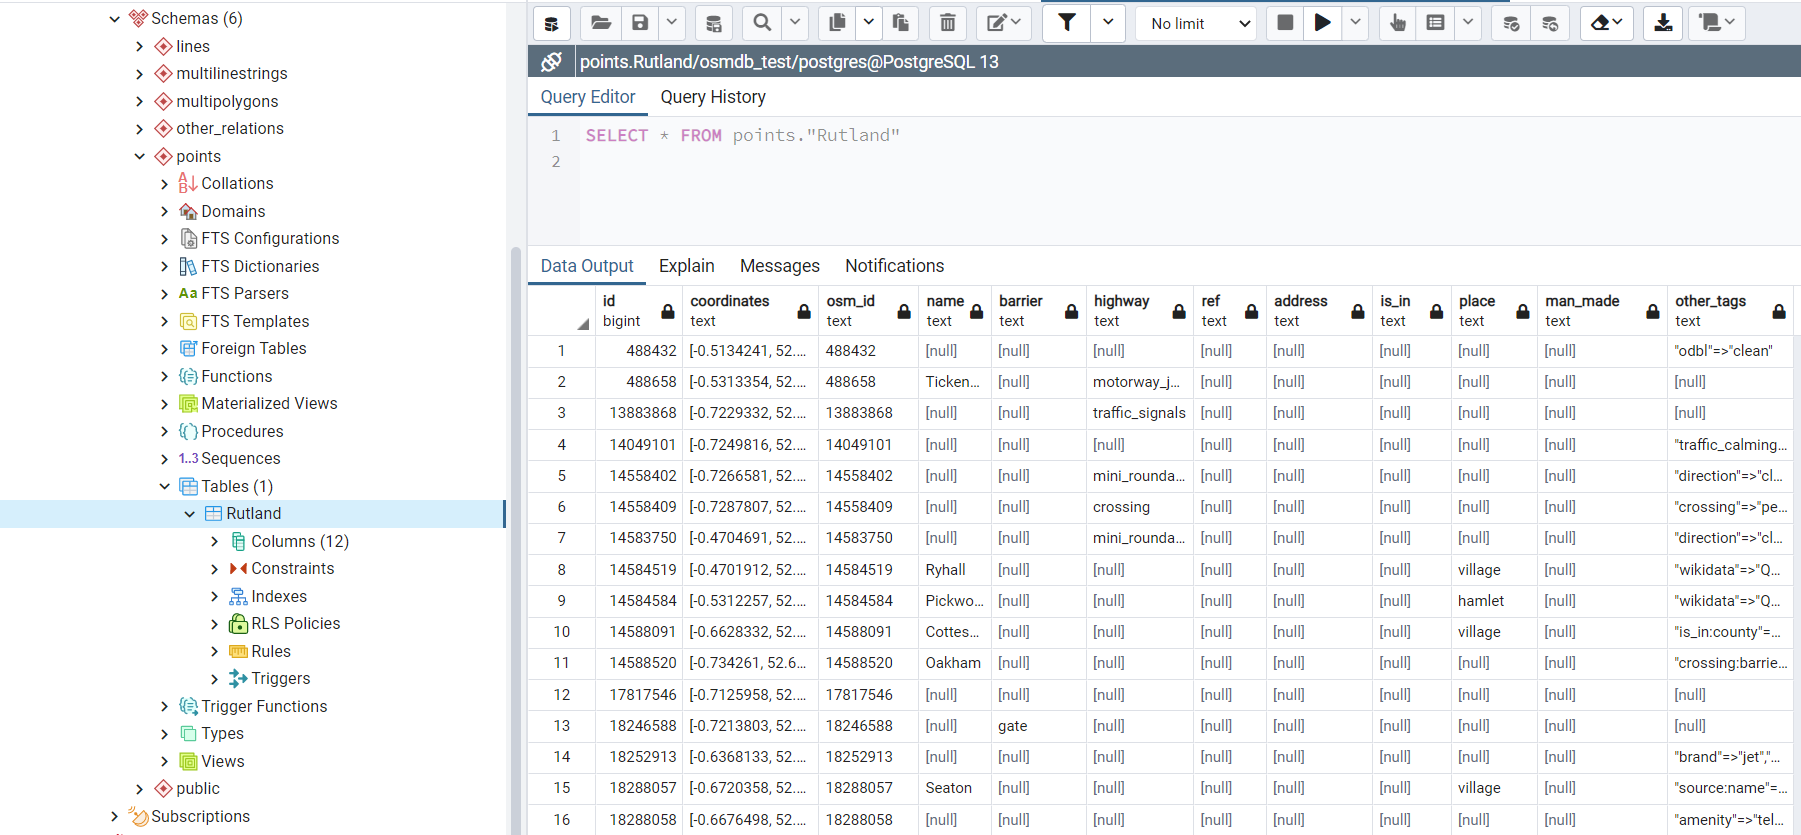 Schemas (6)
lines
multilinestrings
multipolygons
other_relations
points
Collations
Domains
FTS Configurations
FTS Dictionaries
Aa FTS Parsers
FTS Templates
Foreign Tables
Functions
Materialized Views
Procedures
1..3 Sequences
Tables (1)
Rutland
Columns (12)
Constraints
Indexes
RLS Policies
Rules
Triggers
Trigger Functions
Types
Views
public
Subscriptions
No limit
points.Rutland/osmdb_test/postgres@PostgreSQL 13
Query Editor Query History
1 SELECT * FROM points."Rutland"
2
Data Output Explain Messages Notifications
id coordinates osm_id name barrier highway ref address is_in place man_made other_tags
bigint text text text text text text text text text text text
1 488432 [-0.5134241, 52.... 488432 [null] [null] [null] [null] [null] [null] [null] [null] "odbl"=>"clean"
2 488658 [-0.5313354, 52.... 488658 Ticken... [null] motorway_j... [null] [null] [null] [null] [null] [null]
3 13883868 [-0.7229332, 52.... 13883868 [null] [null] traffic_signals [null] [null] [null] [null] [null] [null]
4 14049101 [-0.7249816, 52.... 14049101 [null] [null] [null] [null] [null] [null] [null] [null] "traffic_calming...
5 14558402 [-0.7266581, 52.... 14558402 [null] [null] mini_rounda... [null] [null] [null] [null] [null] "direction"=>"cl...
6 14558409 [-0.7287807, 52.... 14558409 [null] [null] crossing [null] [null] [null] [null] [null] "crossing"=>"pe...
7 14583750 [-0.4704691, 52.... 14583750 [null] [null] mini_rounda... [null] [null] [null] [null] [null] "direction"=>"cl...
8 14584519 [-0.4701912, 52.... 14584519 Ryhall [null] [null] [null] [null] [null] village [null] "wikidata"=>"Q...
9 14584584 [-0.5312257, 52.... 14584584 Pickwo... [null] [null] [null] [null] [null] hamlet [null] "wikidata"=>"Q...
10 14588091 [-0.6628332, 52.... 14588091 Cottes... [null] [null] [null] [null] [null] village [null] "is_in:county"=...
11 14588520 [-0.734261, 52.6... 14588520 Oakham [null] [null] [null] [null] [null] [null] [null] "crossing:barrie...
12 17817546 [-0.7125958, 52.... 17817546 [null] [null] [null] [null] [null] [null] [null] [null] [null]
13 18246588 [-0.7213803, 52.... 18246588 [null] gate [null] [null] [null] [null] [null] [null] [null]
14 18252913 [-0.6368133, 52.... 18252913 [null] [null] [null] [null] [null] [null] [null] [null] "brand"=>"jet","...
15 18288057 [-0.6720358, 52.... 18288057 Seaton [null] [null] [null] [null] [null] village [null] "source:name"=...
16 18288058 [-0.6676498, 52.... 18288058 [null] [null] [null] [null] [null] [null] [null] [null] "amenity"=>"tel...